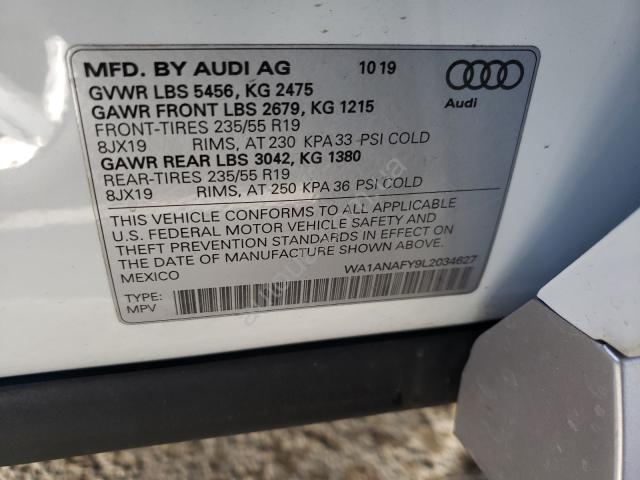 MFD. BY AUDI AG 10 19
GVWR LBS 5456, KG 2475
GAWR FRONT LBS 2679, KG 1215
FRONT-TIRES 235/55 R19
8JX19 RIMS, AT 230 KPA 33 PSI COLD
GAWR REAR LBS 3042, KG 1380
REAR-TIRES 235/55 R19
8JX19 RIMS, AT 250 KPA 36 PSI COLD
Audi
THIS VEHICLE CONFORMS TO ALL APPLICABLE
U.S. FEDERAL MOTOR VEHICLE SAFETY AND
THEFT PREVENTION STANDARDS IN EFFECT ON
THE DATE OF MANUFACTURE SHOWN ABOVE.
MEXICO
WA1ANAFY9L2034627
TYPE:
MPV